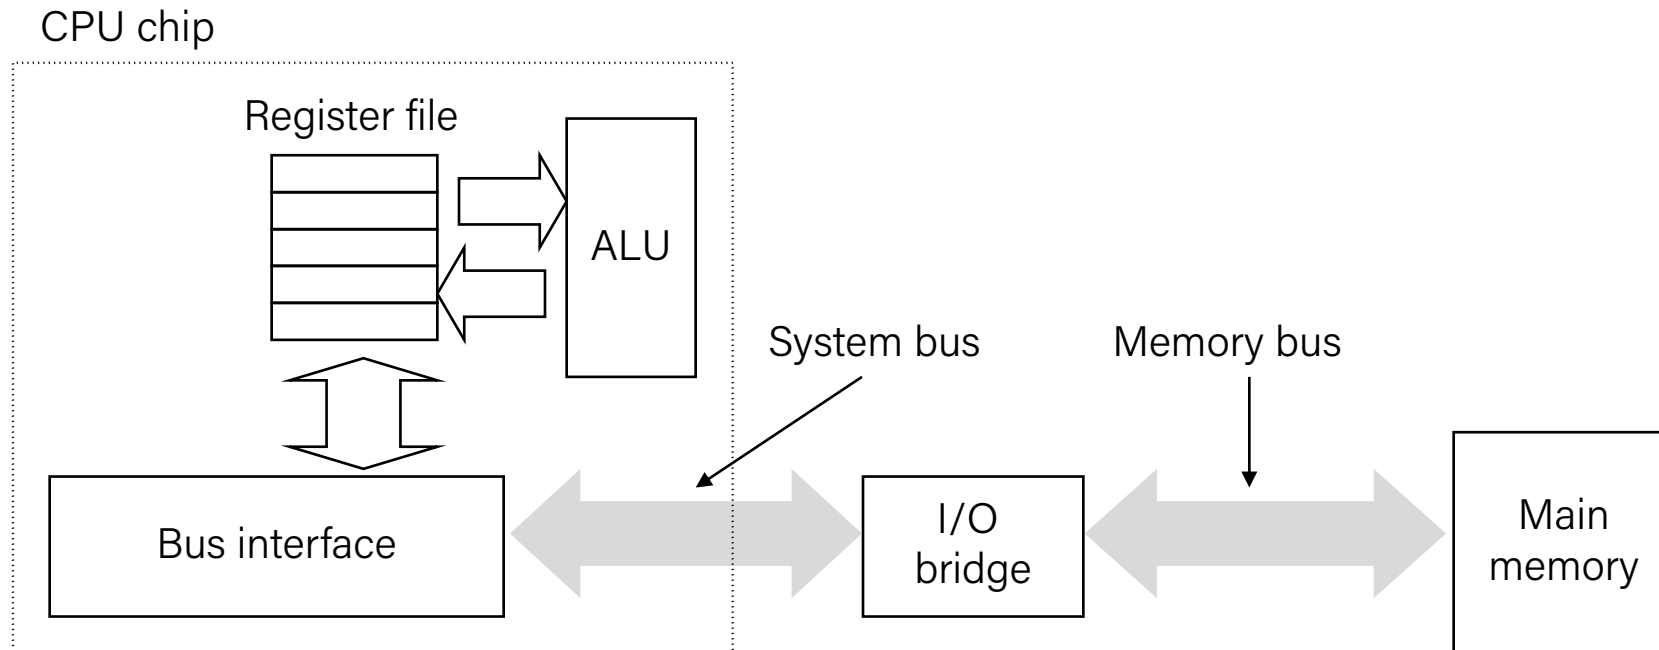 CPU chip
Register file
ALU
System bus
Memory bus
Bus interface
I/O
bridge
Main
memory